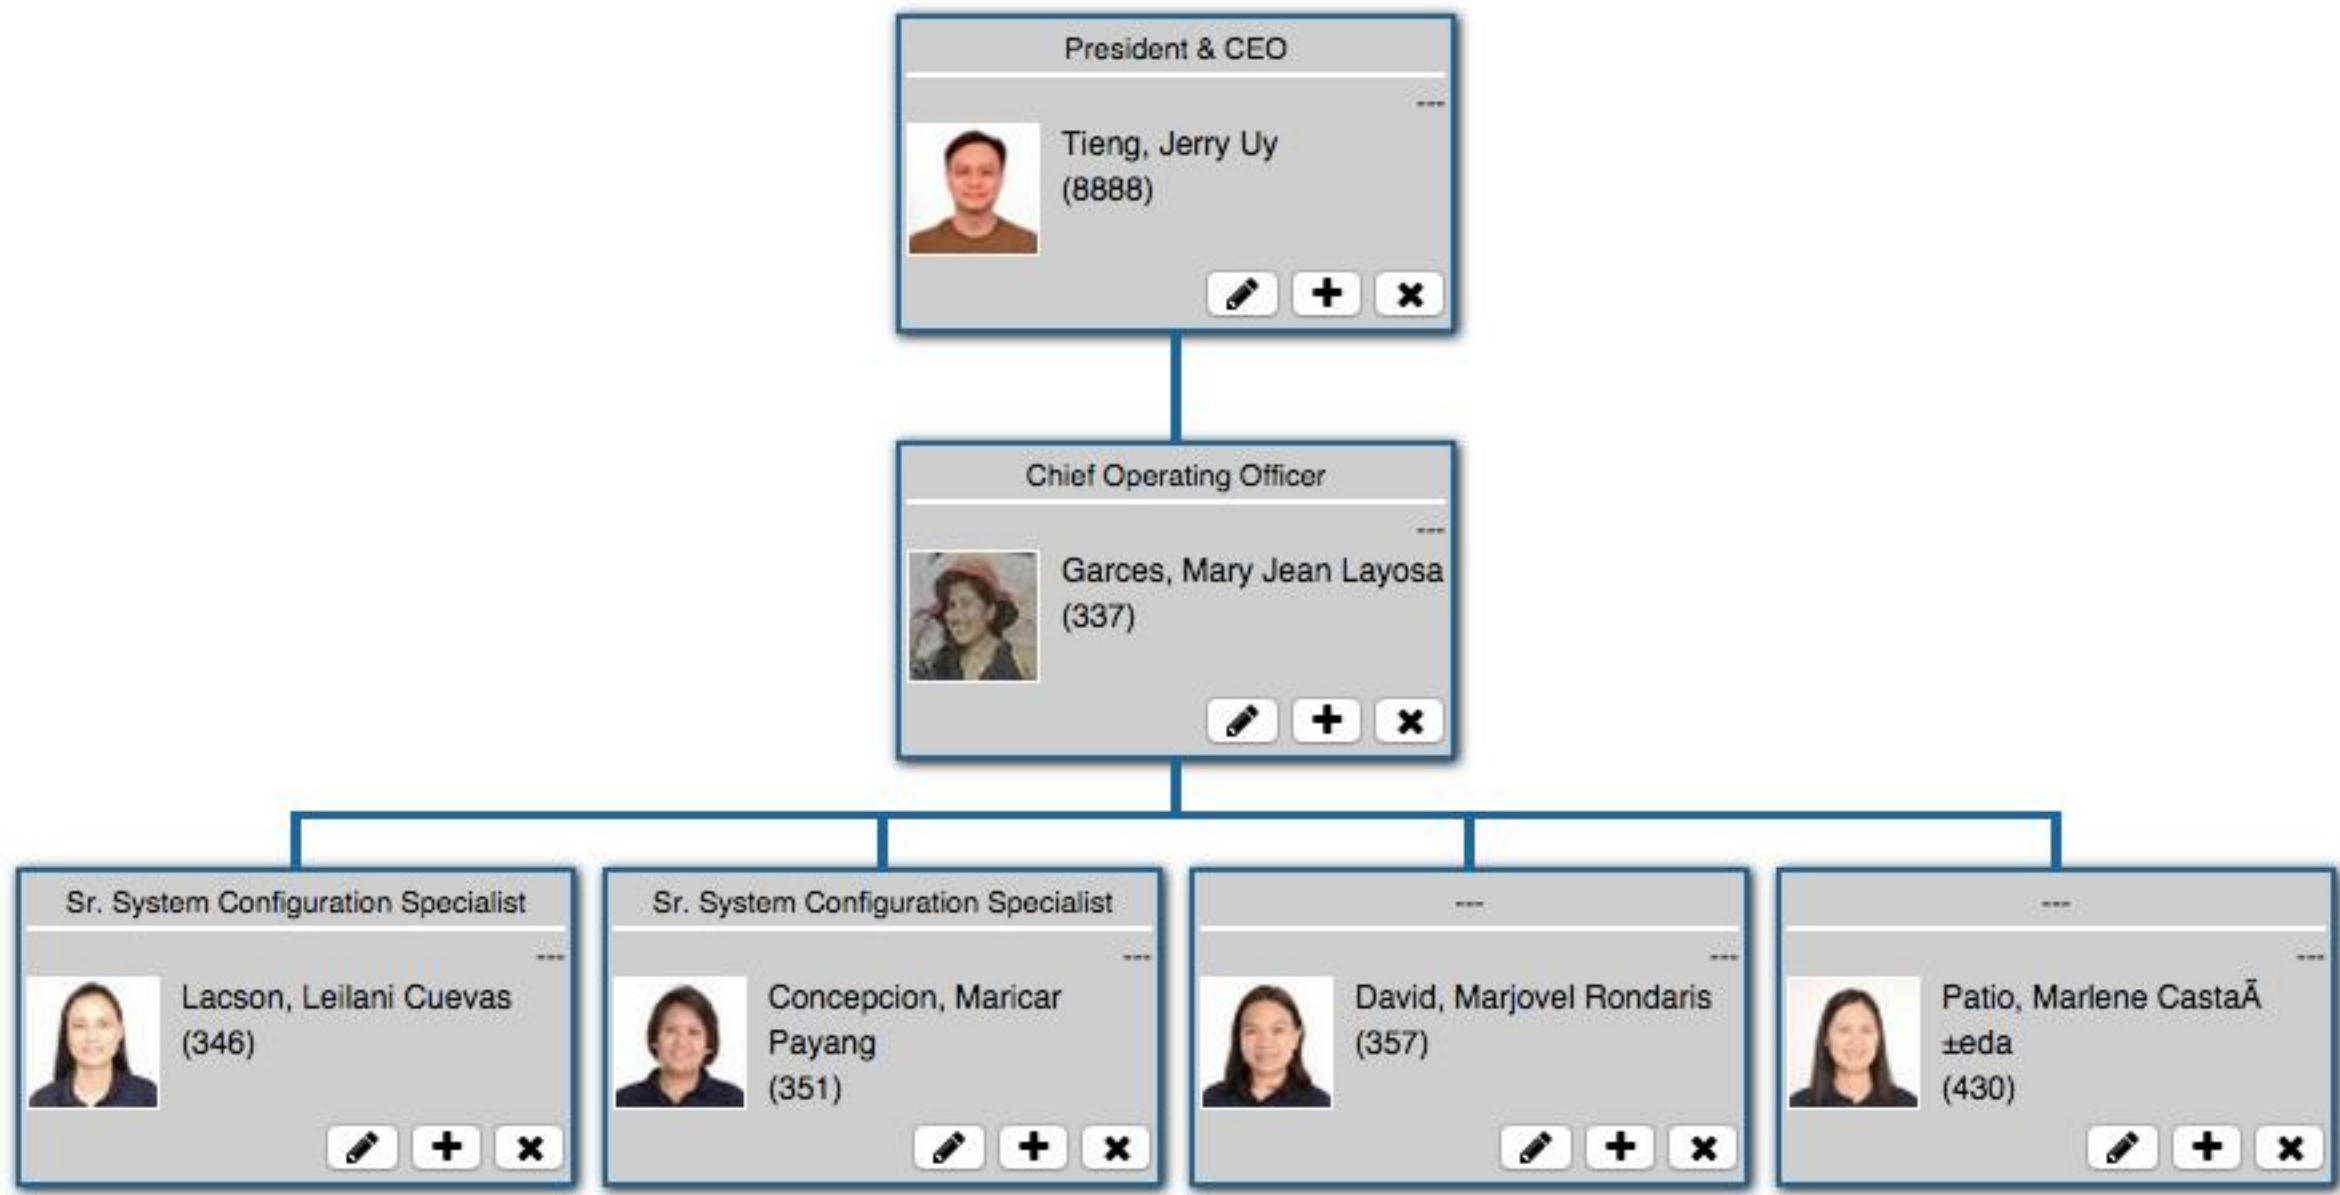 President & CEO
---
Tieng, Jerry Uy
(8888)
Chief Operating Officer
---
Garces, Mary Jean Layosa
(337)
Sr. System Configuration Specialist
---
Lacson, Leilani Cuevas
(346)
Sr. System Configuration Specialist
---
Concepcion, Maricar
Payang
(351)
---
---
David, Marjovel Rondaris
(357)
---
---
Patio, Marlene CastaÃ
±eda
(430)